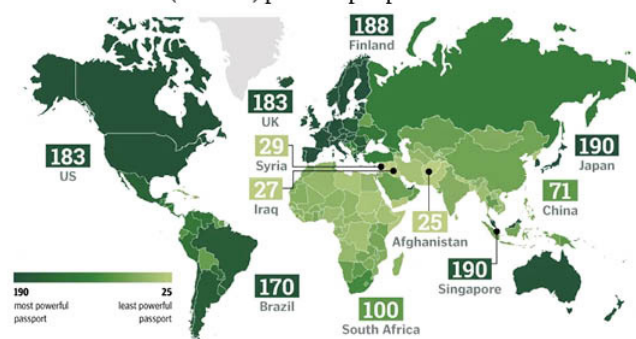 188
Finland
183
UK
183
US
29
Syria
27
Iraq
190
Japan
71
China
25
Afghanistan
190
Singapore
170
Brazil
100
South Africa
190
most powerful
passport
25
least powerful
passport